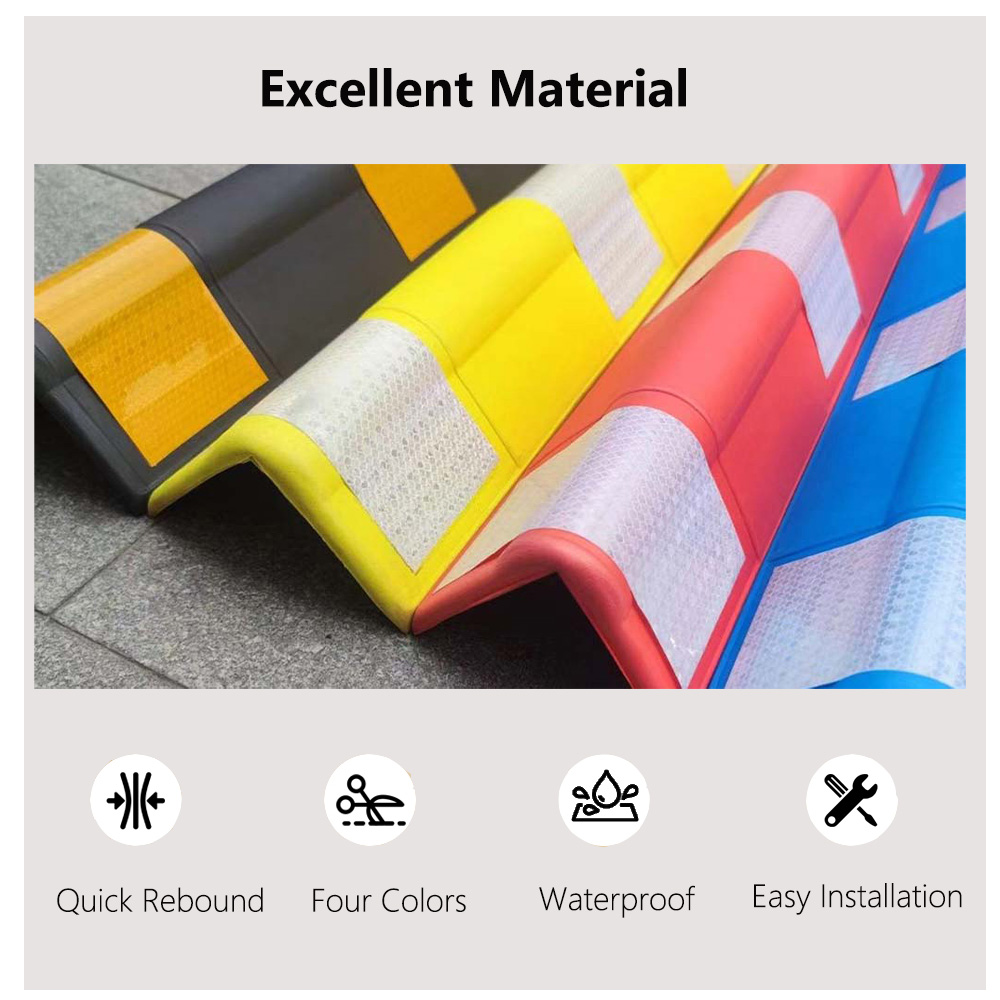 Excellent Material
Quick Rebound
Four Colors
Waterproof
Easy Installation